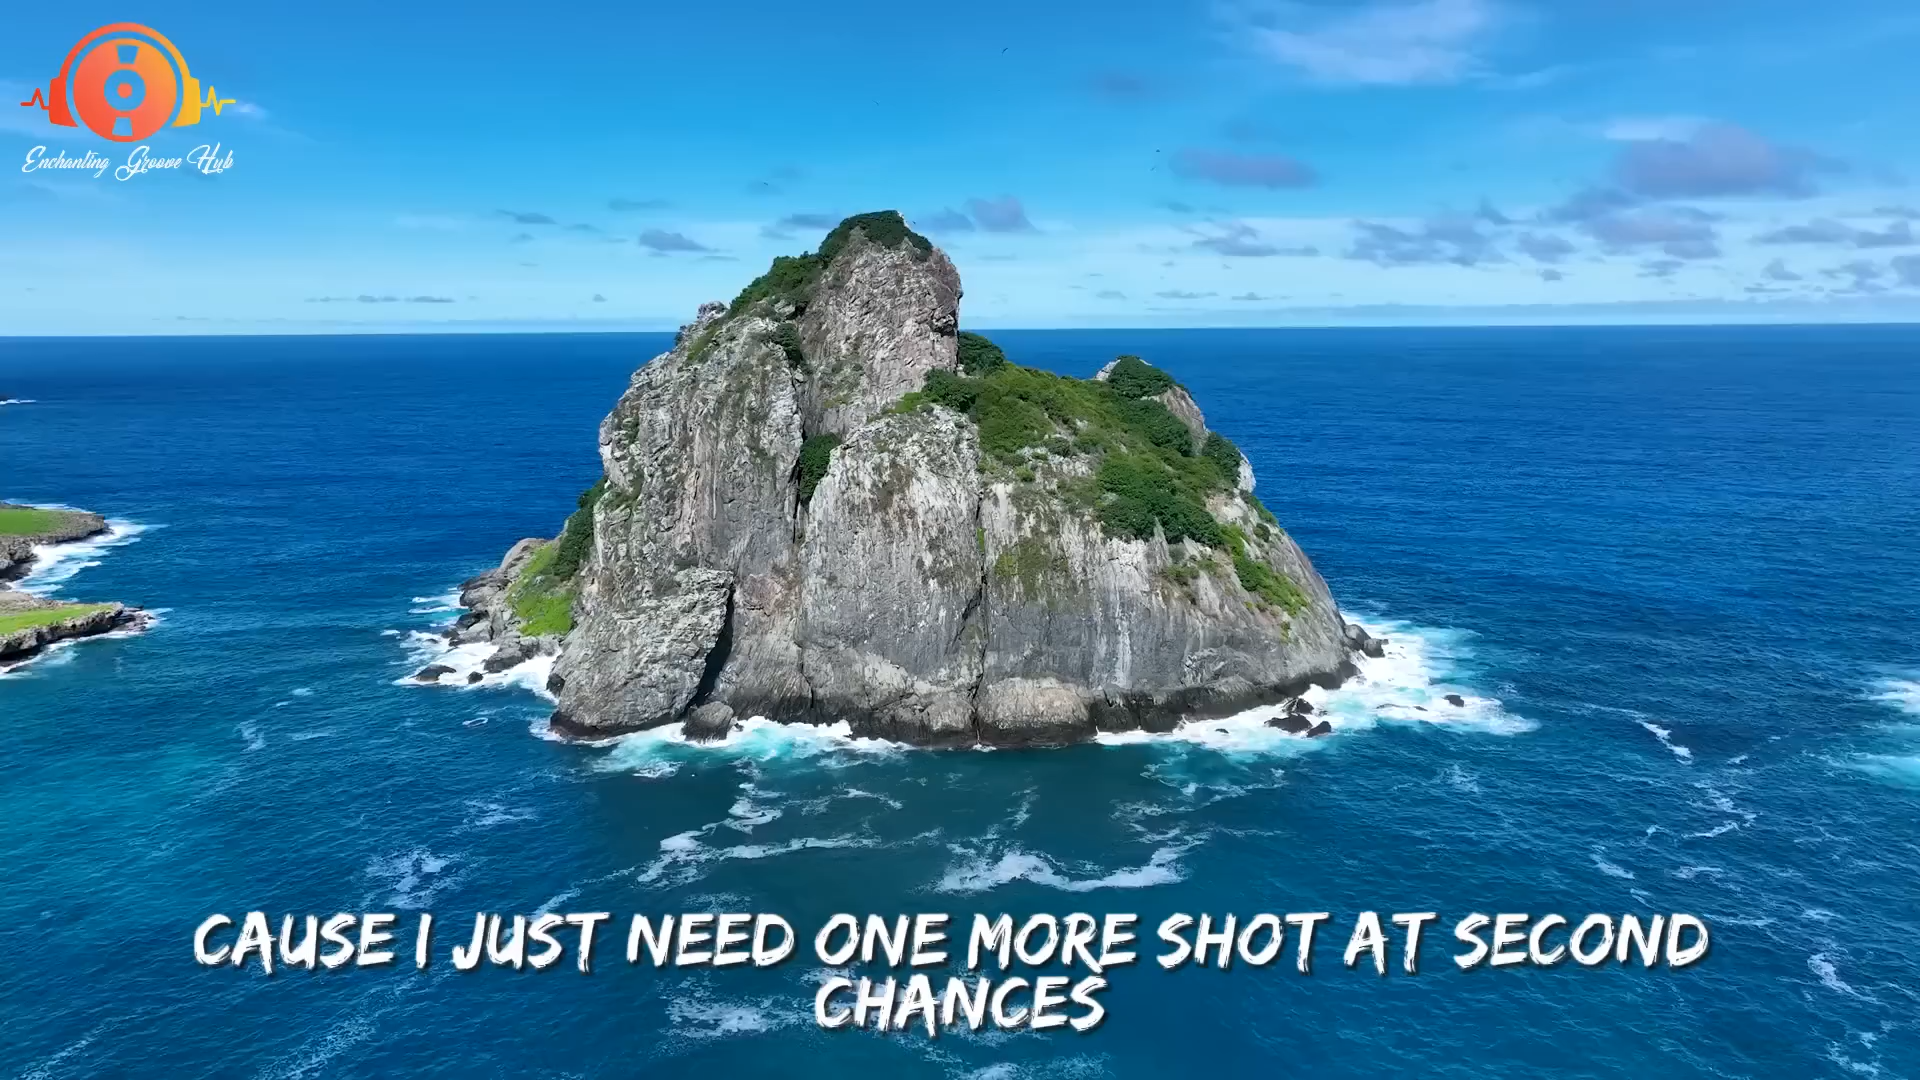 Enchanting Groove Hub
CAUSE I JUST NEED ONE MORE SHOT AT SECOND
CHANCES